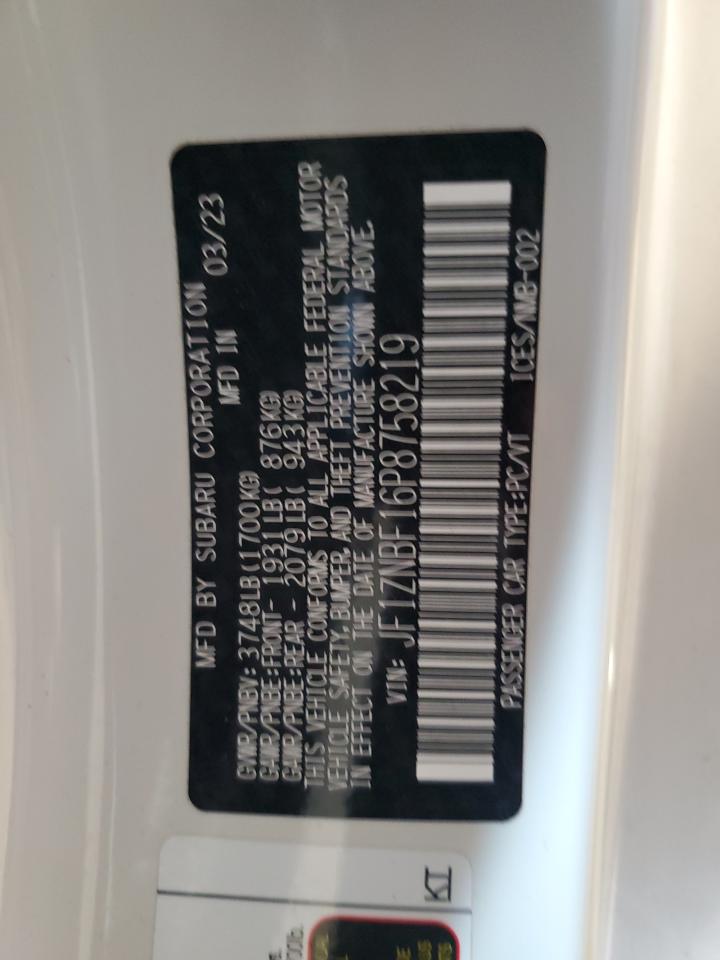 MFD BY SUBARU CORPORATION
MFD IN 03/23
GVWR/PNBV:3748LB(1700KG)
GAWR/PNBE:FRONT- 1931LB( 876KG)
GAWR/PNBE:REAR - 2079LB( 943KG)
THIS VEHICLE CONFORMS TO ALL APPLICABLE FEDERAL MOTOR
VEHICLE SAFETY,BUMPER,AND THEFT PREVENTION STANDARDS
IN EFFECT ON THE DATE OF MANUFACTURE SHOWN ABOVE.
VIN: JF1ZNBF16P8758219
PASSENGER CAR TYPE:PC/VT ICES/NMB-002